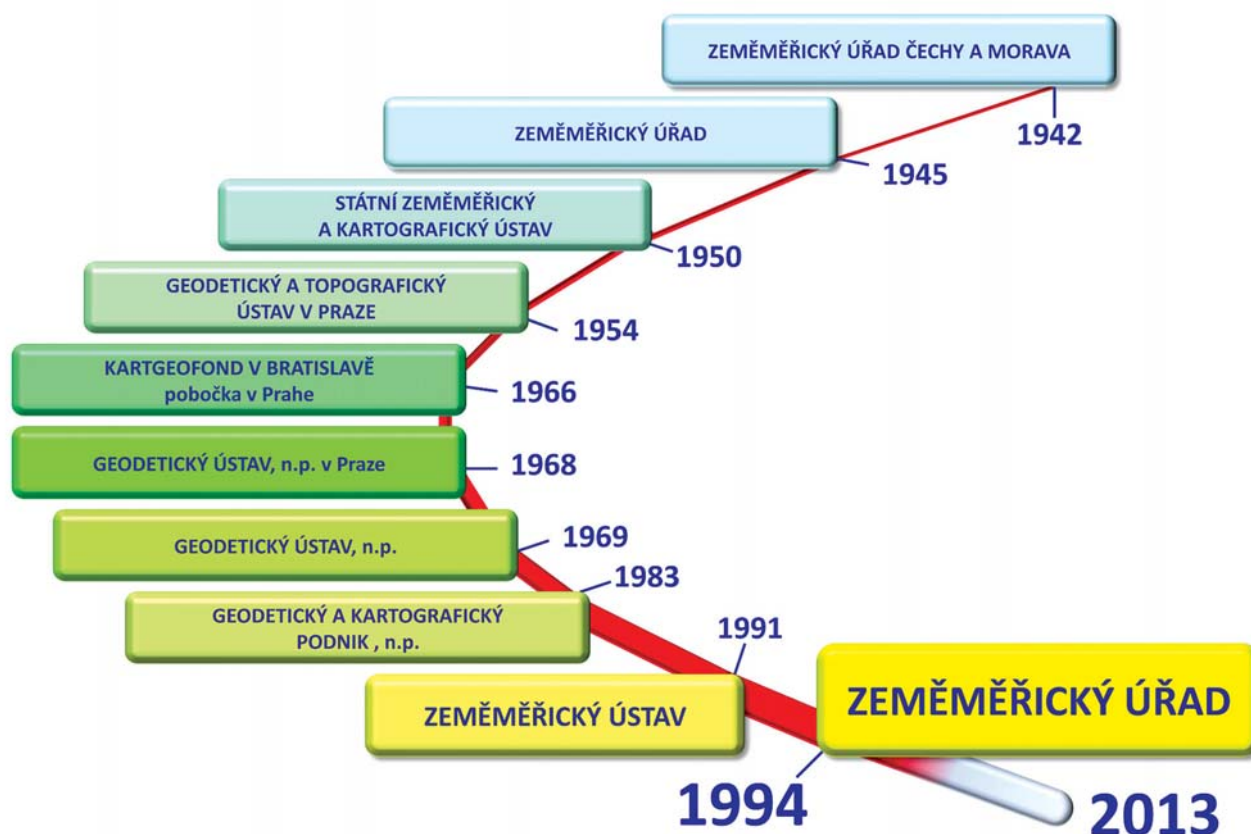 ZEMĚMĚŘICKÝ ÚŘAD ČECHY A MORAVA
1942
ZEMĚMĚŘICKÝ ÚŘAD
1945
STÁTNÍ ZEMĚMĚŘICKÝ
A KARTOGRAFICKÝ ÚSTAV
1950
GEODETICKÝ A TOPOGRAFICKÝ
ÚSTAV V PRAZE
1954
KARTGEOFOND V BRATISLAVĚ
pobočka v Prahe
1966
GEODETICKÝ ÚSTAV, n.p. v Praze
1968
GEODETICKÝ ÚSTAV, n.p.
1969
GEODETICKÝ A KARTOGRAFICKÝ
PODNIK , n.p.
1983
ZEMĚMĚŘICKÝ ÚSTAV
1991
ZEMĚMĚŘICKÝ ÚŘAD
1994
2013